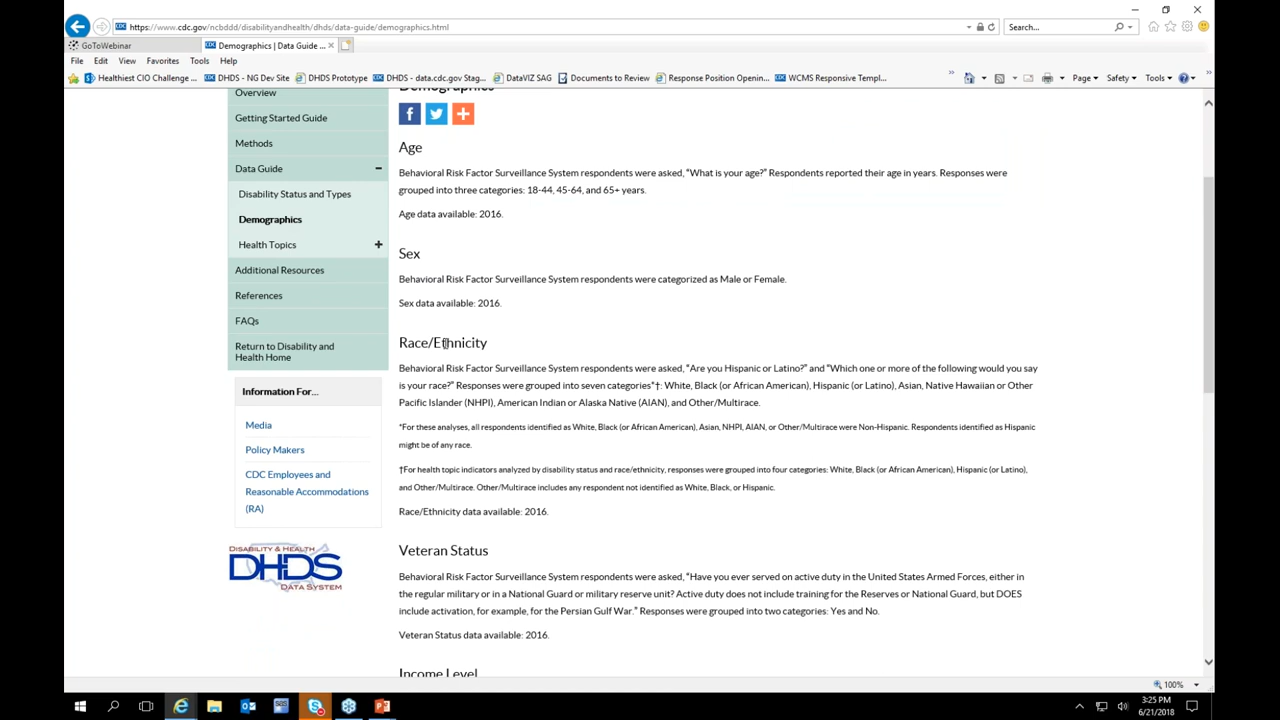 https://www.cdc.gov/ncbddd/disabilityandhealth/dhds/data-guide/demographics.html
Search...
GoToWebinar
Demographics | Data Guide ...
File Edit View Favorites Tools Help
Healthiest CIO Challenge ... DHDS - NG Dev Site DHDS Prototype DHDS - data.cdc.gov Stag... DataVIZ SAG Documents to Review Response Position Openin... WCMS Responsive Templ...
Page Safety Tools
Overview
Getting Started Guide
Methods
Data Guide
Disability Status and Types
Demographics
Health Topics
Additional Resources
References
FAQs
Return to Disability and
Health Home
Information For...
Media
Policy Makers
CDC Employees and
Reasonable Accommodations
(RA)
DISABILITY & HEALTH
DHDS
DATA SYSTEM
Demographics
Age
Behavioral Risk Factor Surveillance System respondents were asked, “What is your age?” Respondents reported their age in years. Responses were
grouped into three categories: 18-44, 45-64, and 65+ years.
Age data available: 2016.
Sex
Behavioral Risk Factor Surveillance System respondents were categorized as Male or Female.
Sex data available: 2016.
Race/Ethnicity
Behavioral Risk Factor Surveillance System respondents were asked, “Are you Hispanic or Latino?” and “Which one or more of the following would you say
is your race?” Responses were grouped into seven categories*†: White, Black (or African American), Hispanic (or Latino), Asian, Native Hawaiian or Other
Pacific Islander (NHPI), American Indian or Alaska Native (AIAN), and Other/Multirace.
*For these analyses, all respondents identified as White, Black (or African American), Asian, NHPI, AIAN, or Other/Multirace were Non-Hispanic. Respondents identified as Hispanic
might be of any race.
†For health topic indicators analyzed by disability status and race/ethnicity, responses were grouped into four categories: White, Black (or African American), Hispanic (or Latino),
and Other/Multirace. Other/Multirace includes any respondent not identified as White, Black, or Hispanic.
Race/Ethnicity data available: 2016.
Veteran Status
Behavioral Risk Factor Surveillance System respondents were asked, “Have you ever served on active duty in the United States Armed Forces, either in
the regular military or in a National Guard or military reserve unit? Active duty does not include training for the Reserves or National Guard, but DOES
include activation, for example, for the Persian Gulf War.” Responses were grouped into two categories: Yes and No.
Veteran Status data available: 2016.
Income Level
100%
3:25 PM
6/21/2018